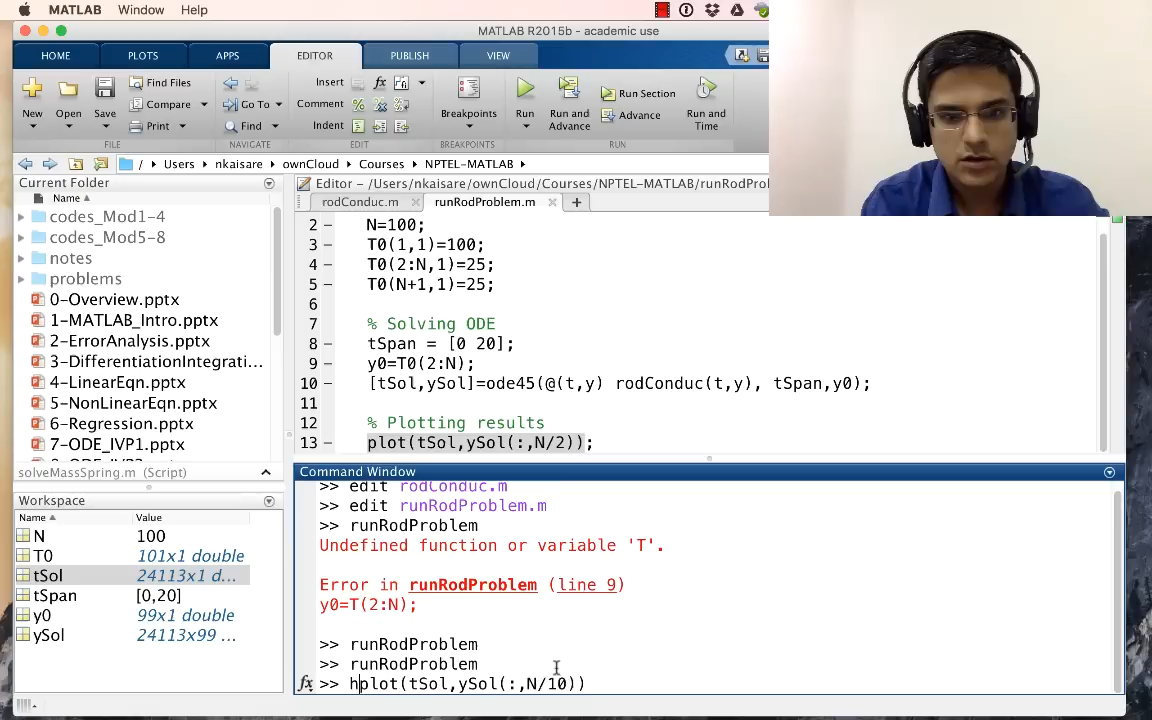 MATLAB Window Help
MATLAB R2015b - academic use
HOME PLOTS APPS EDITOR PUBLISH VIEW
New Open Save Find Files Compare Print Go To Find Insert Comment Indent fx Breakpoints Run Run and Advance Run Section Advance Run and Time
FILE NAVIGATE EDIT BREAKPOINTS RUN
/ Users nkaisare ownCloud Courses NPTEL-MATLAB
Current Folder
Name
codes_Mod1-4
codes_Mod5-8
notes
problems
0-Overview.pptx
1-MATLAB_Intro.pptx
2-ErrorAnalysis.pptx
3-DifferentiationIntegrati...
4-LinearEqn.pptx
5-NonLinearEqn.pptx
6-Regression.pptx
7-ODE_IVP1.pptx
solveMassSpring.m (Script)
Workspace
Name Value
N 100
T0 101x1 double
tSol 24113x1 d...
tSpan [0,20]
y0 99x1 double
ySol 24113x99 ...
Editor - /Users/nkaisare/ownCloud/Courses/NPTEL-MATLAB/runRodPro
rodConduc.m runRodProblem.m
2 N=100;
3 T0(1,1)=100;
4 T0(2:N,1)=25;
5 T0(N+1,1)=25;
6
7 % Solving ODE
8 tSpan = [0 20];
9 y0=T0(2:N);
10 [tSol,ySol]=ode45(@(t,y) rodConduc(t,y), tSpan,y0);
11
12 % Plotting results
13 plot(tSol,ySol(:,N/2));
Command Window
>> edit rodConduc.m
>> edit runRodProblem.m
>> runRodProblem
Undefined function or variable 'T'.
Error in runRodProblem (line 9)
y0=T(2:N);
>> runRodProblem
>> runRodProblem
fx >> hplot(tSol,ySol(:,N/10))